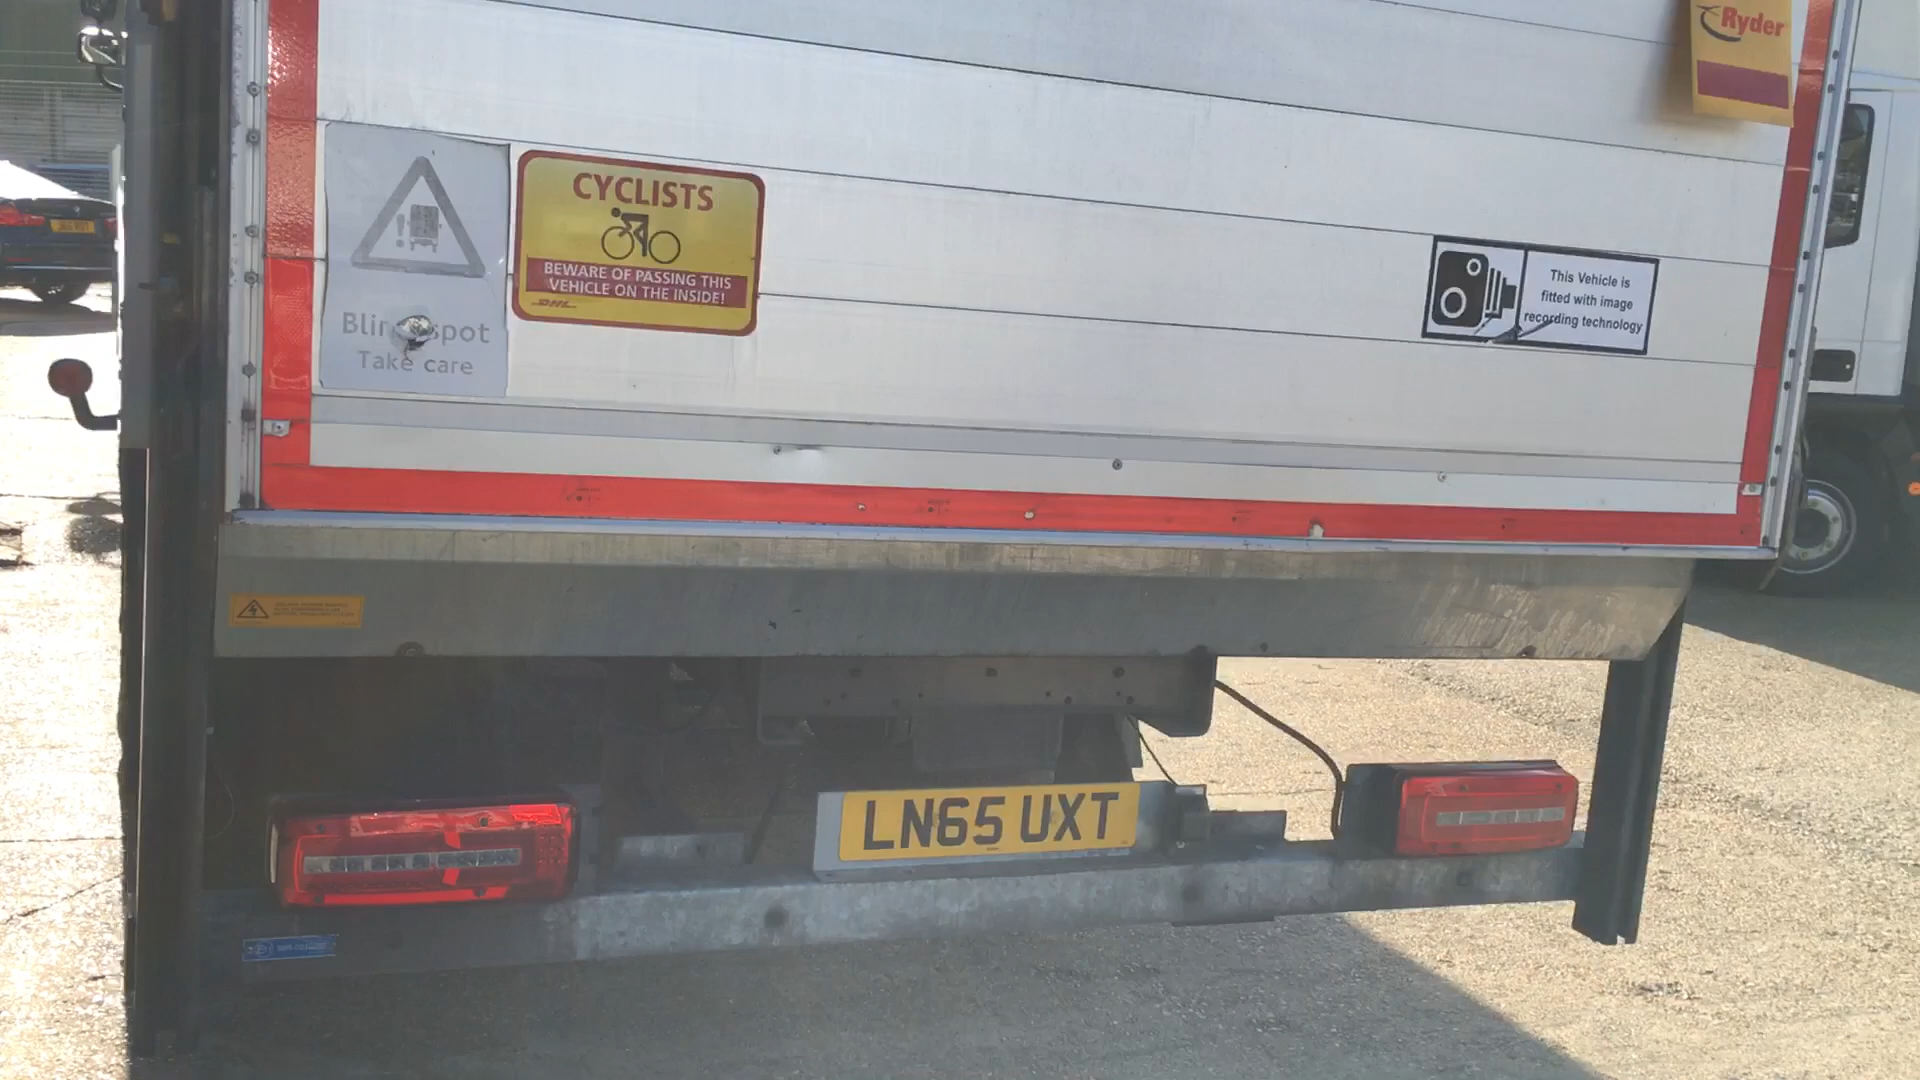 Ryder
CYCLISTS
BEWARE OF PASSING THIS
VEHICLE ON THE INSIDE!
DHL
This Vehicle is
fitted with image
recording technology
Blind spot
Take care
LN65 UXT